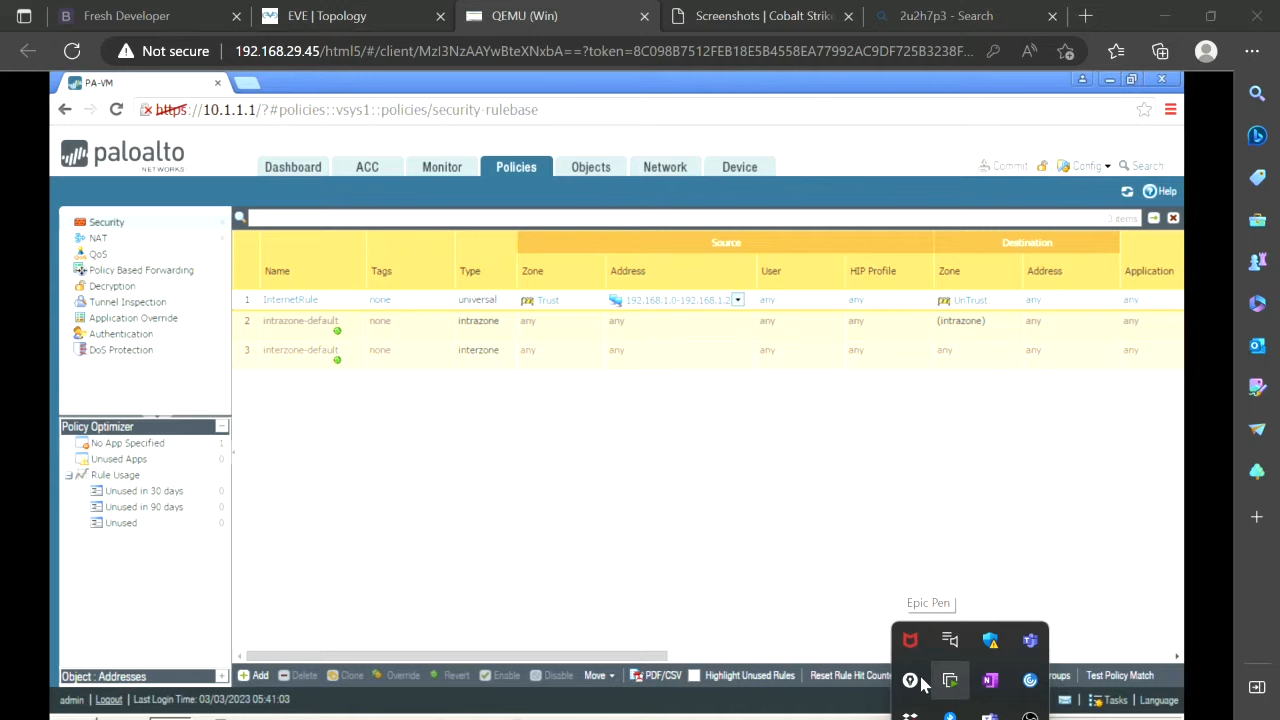 Fresh Developer
EVE | Topology
QEMU (Win)
Screenshots | Cobalt Strik
2u2h7p3 - Search
Not secure
192.168.29.45/html5/#/client/MzI3NzAAYwBteXNxbA==?token=8C098B7512FEB18E5B4558EA77992AC9DF725B3238F...
PA-VM
https://10.1.1.1/?#policies::vsys1::policies/security-rulebase
paloalto
NETWORKS
Dashboard
ACC
Monitor
Policies
Objects
Network
Device
Commit
Config
Search
Help
Security
NAT
QoS
Policy Based Forwarding
Decryption
Tunnel Inspection
Application Override
Authentication
DoS Protection
3 items
Source
Destination
Name
Tags
Type
Zone
Address
User
HIP Profile
Zone
Address
Application
1 InternetRule none universal Trust 192.168.1.0-192.168.1.2 any any UnTrust any any
2 intrazone-default none intrazone any any any any (intrazone) any any
3 interzone-default none interzone any any any any any any any
Policy Optimizer
No App Specified 1
Unused Apps 0
Rule Usage
Unused in 30 days 0
Unused in 90 days 0
Unused 0
Epic Pen
Object : Addresses
Add
Delete
Clone
Override
Revert
Enable
Disable
Move
PDF/CSV
Highlight Unused Rules
Reset Rule Hit Counte
oups
Test Policy Match
admin
Logout
Last Login Time: 03/03/2023 05:41:03
Tasks
Language